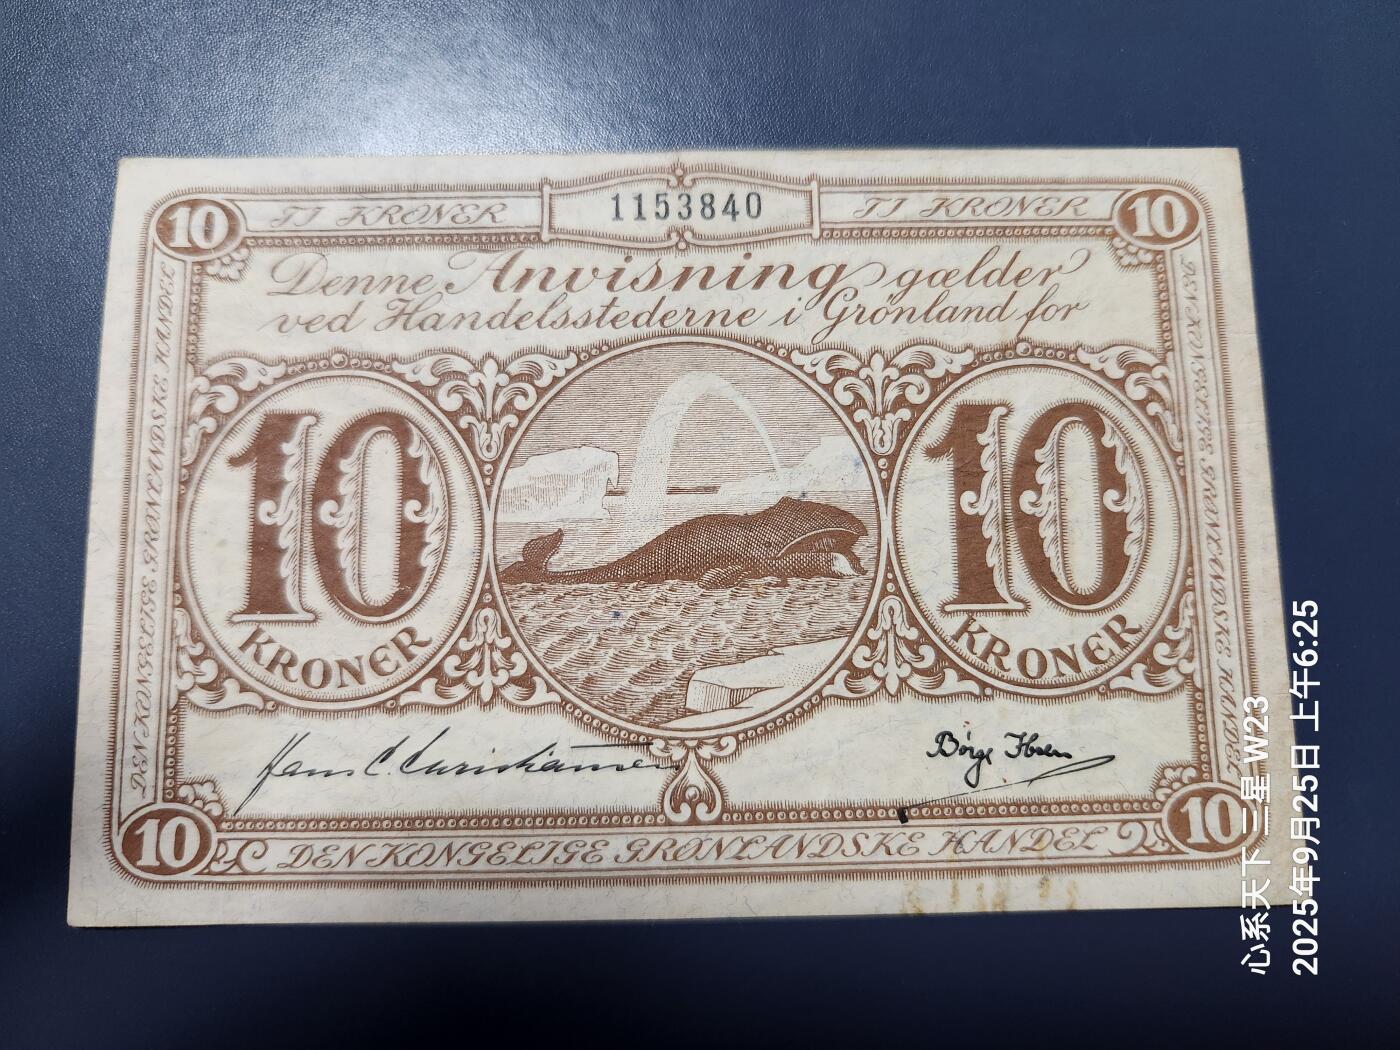 10 TI KRONER 1153840 TI KRONER 10
Denne Anvisning gælder
ved Handelsstederne i Grönland for
10 KRONER
10 KRONER
Børge Ibsen
10 DEN KONGELIGE GRØNLANDSKE HANDEL 10
DEN KONGELIGE GRØNLANDSKE HANDEL
DEN KONGELIGE GRØNLANDSKE HANDEL
心系天下 三星 W23
2025年9月25日 上午6:25